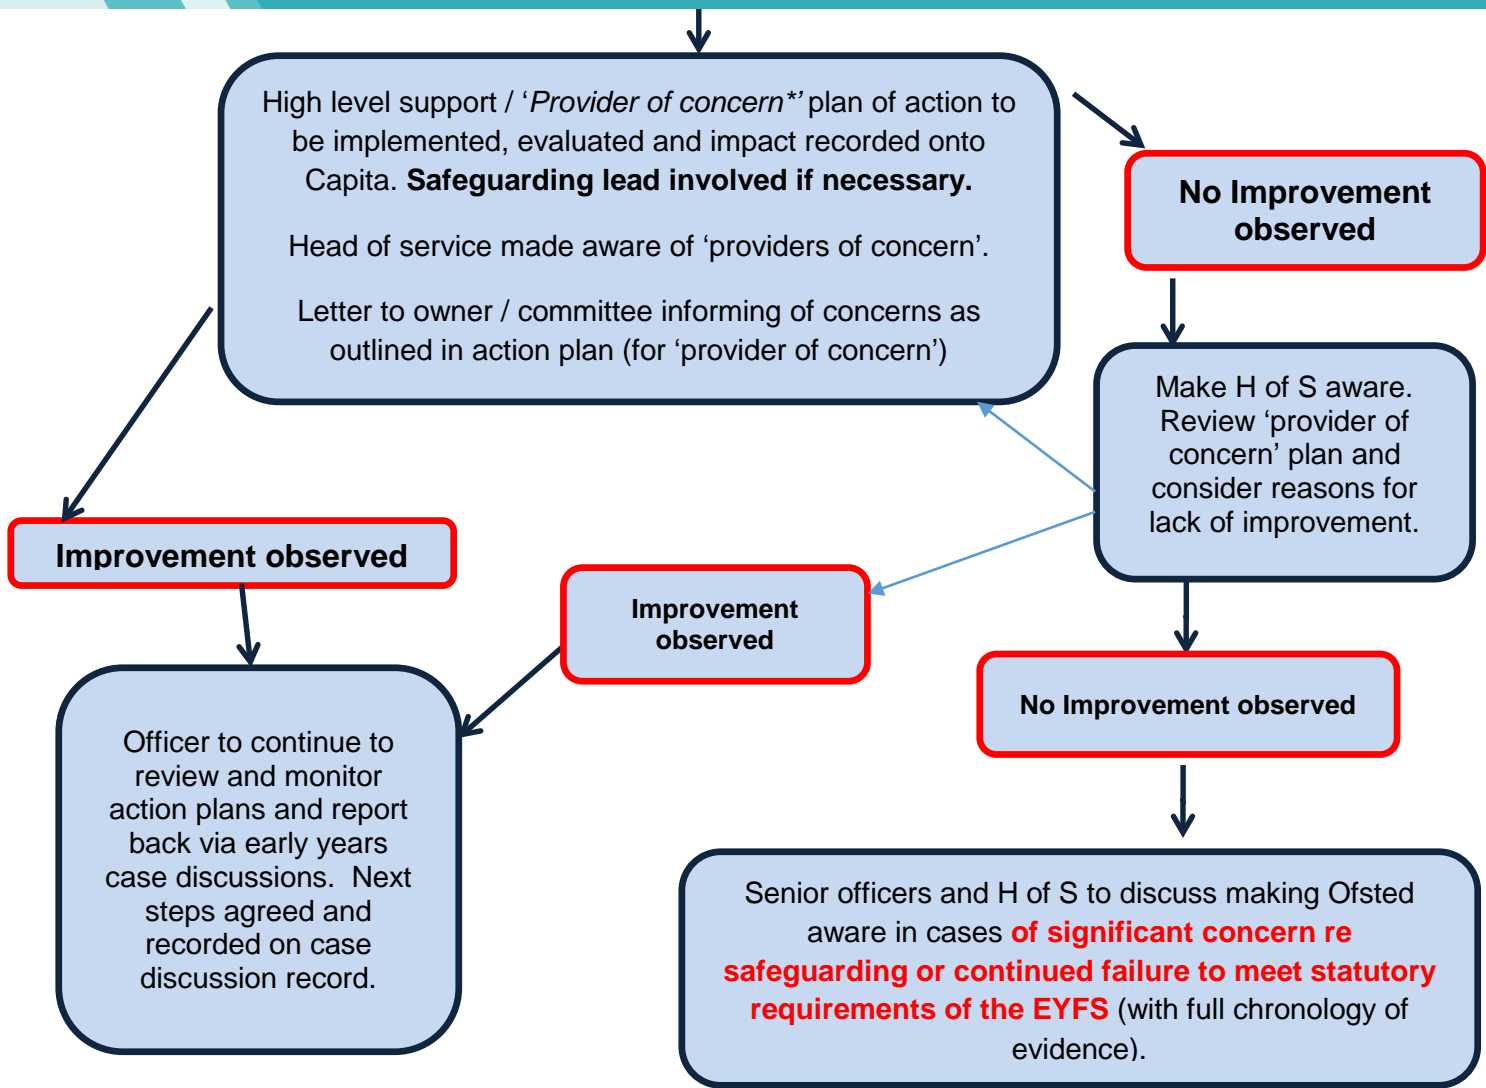 High level support / ‘Provider of concern*’ plan of action to
be implemented, evaluated and impact recorded onto
Capita. Safeguarding lead involved if necessary.
Head of service made aware of ‘providers of concern’.
Letter to owner / committee informing of concerns as
outlined in action plan (for ‘provider of concern’)
No Improvement
observed
Make H of S aware.
Review ‘provider of
concern’ plan and
consider reasons for
lack of improvement.
Improvement observed
Improvement
observed
No Improvement observed
Officer to continue to
review and monitor
action plans and report
back via early years
case discussions.  Next
steps agreed and
recorded on case
discussion record.
Senior officers and H of S to discuss making Ofsted
aware in cases of significant concern re
safeguarding or continued failure to meet statutory
requirements of the EYFS (with full chronology of
evidence).